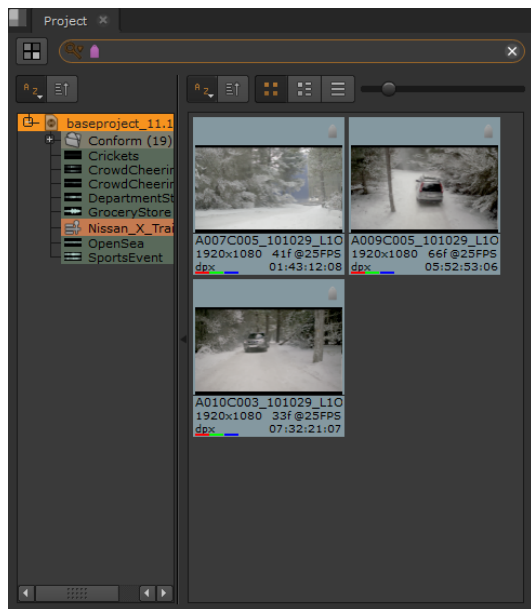 Project
A Z
A Z
baseproject_11.1
Conform (19)
Crickets
CrowdCheerin
CrowdCheerin
DepartmentSt
GroceryStore
Nissan_X_Trai
OpenSea
SportsEvent
A007C005_101029_L1O
1920x1080 41f@25FPS
dpx 01:43:12:08
A009C005_101029_L1O
1920x1080 66f@25FPS
dpx 05:52:53:06
A010C003_101029_L1O
1920x1080 33f@25FPS
dpx 07:32:21:07